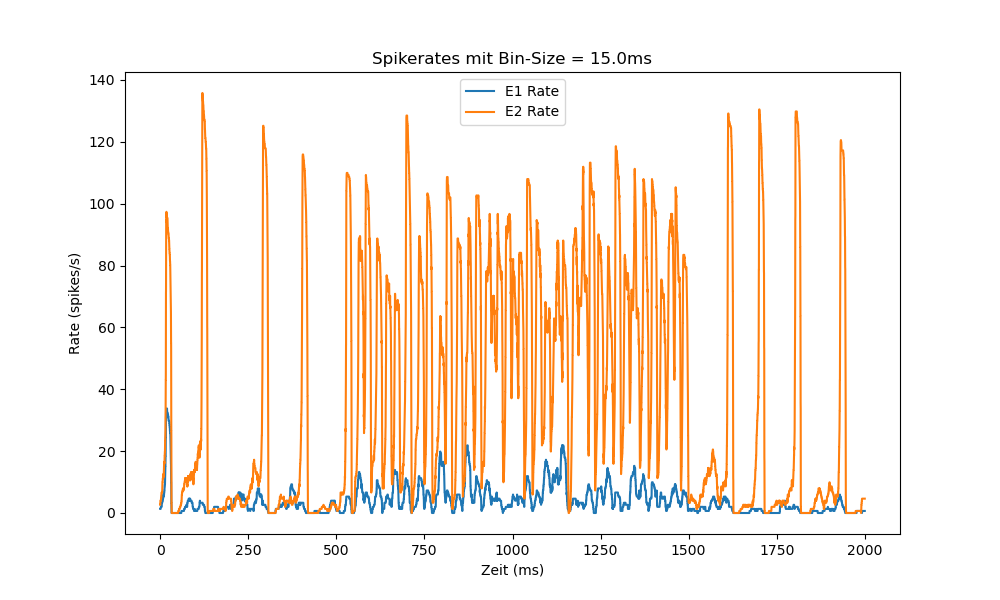 Spikerates mit Bin-Size = 15.0ms
E1 Rate
E2 Rate
Rate (spikes/s)
140
120
100
80
60
40
20
0
0 250 500 750 1000 1250 1500 1750 2000
Zeit (ms)